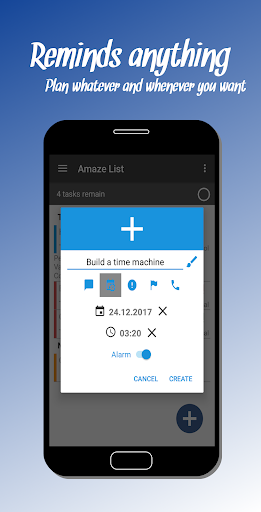 Reminds anything
Plan whatever and whenever you want
Amaze List
4 tasks remain
Build a time machine
24.12.2017
03:20
Alarm
CANCEL
CREATE